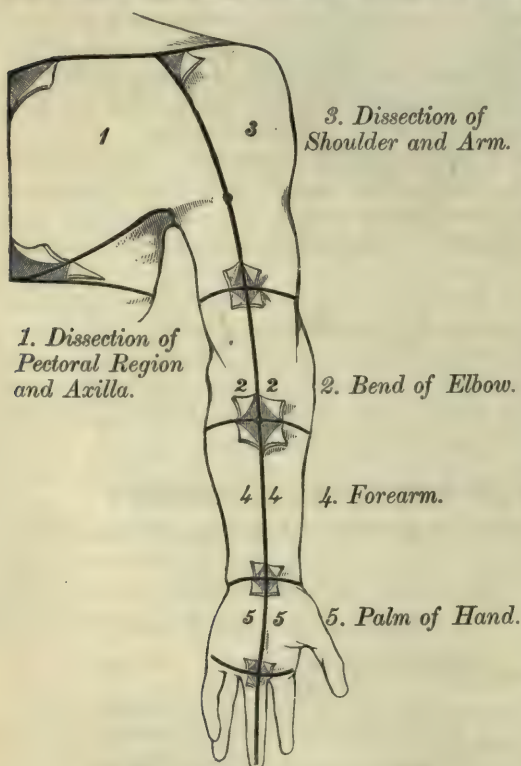 1
3
3. Dissection of
Shoulder and Arm.
1. Dissection of
Pectoral Region
and Axilla.
2 2
2. Bend of Elbow.
4 4
4. Forearm.
5 5
5. Palm of Hand.